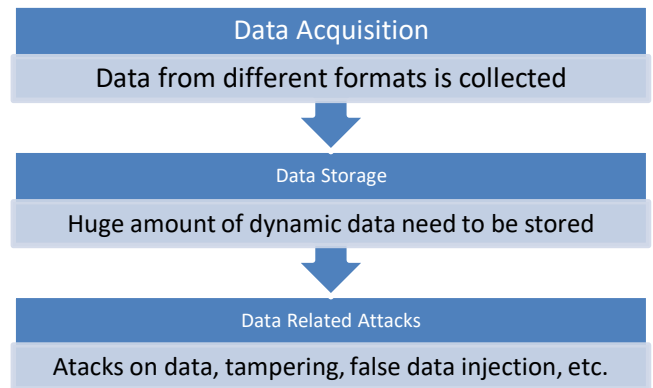 Data Acquisition
Data from different formats is collected
Data Storage
Huge amount of dynamic data need to be stored
Data Related Attacks
Atacks on data, tampering, false data injection, etc.